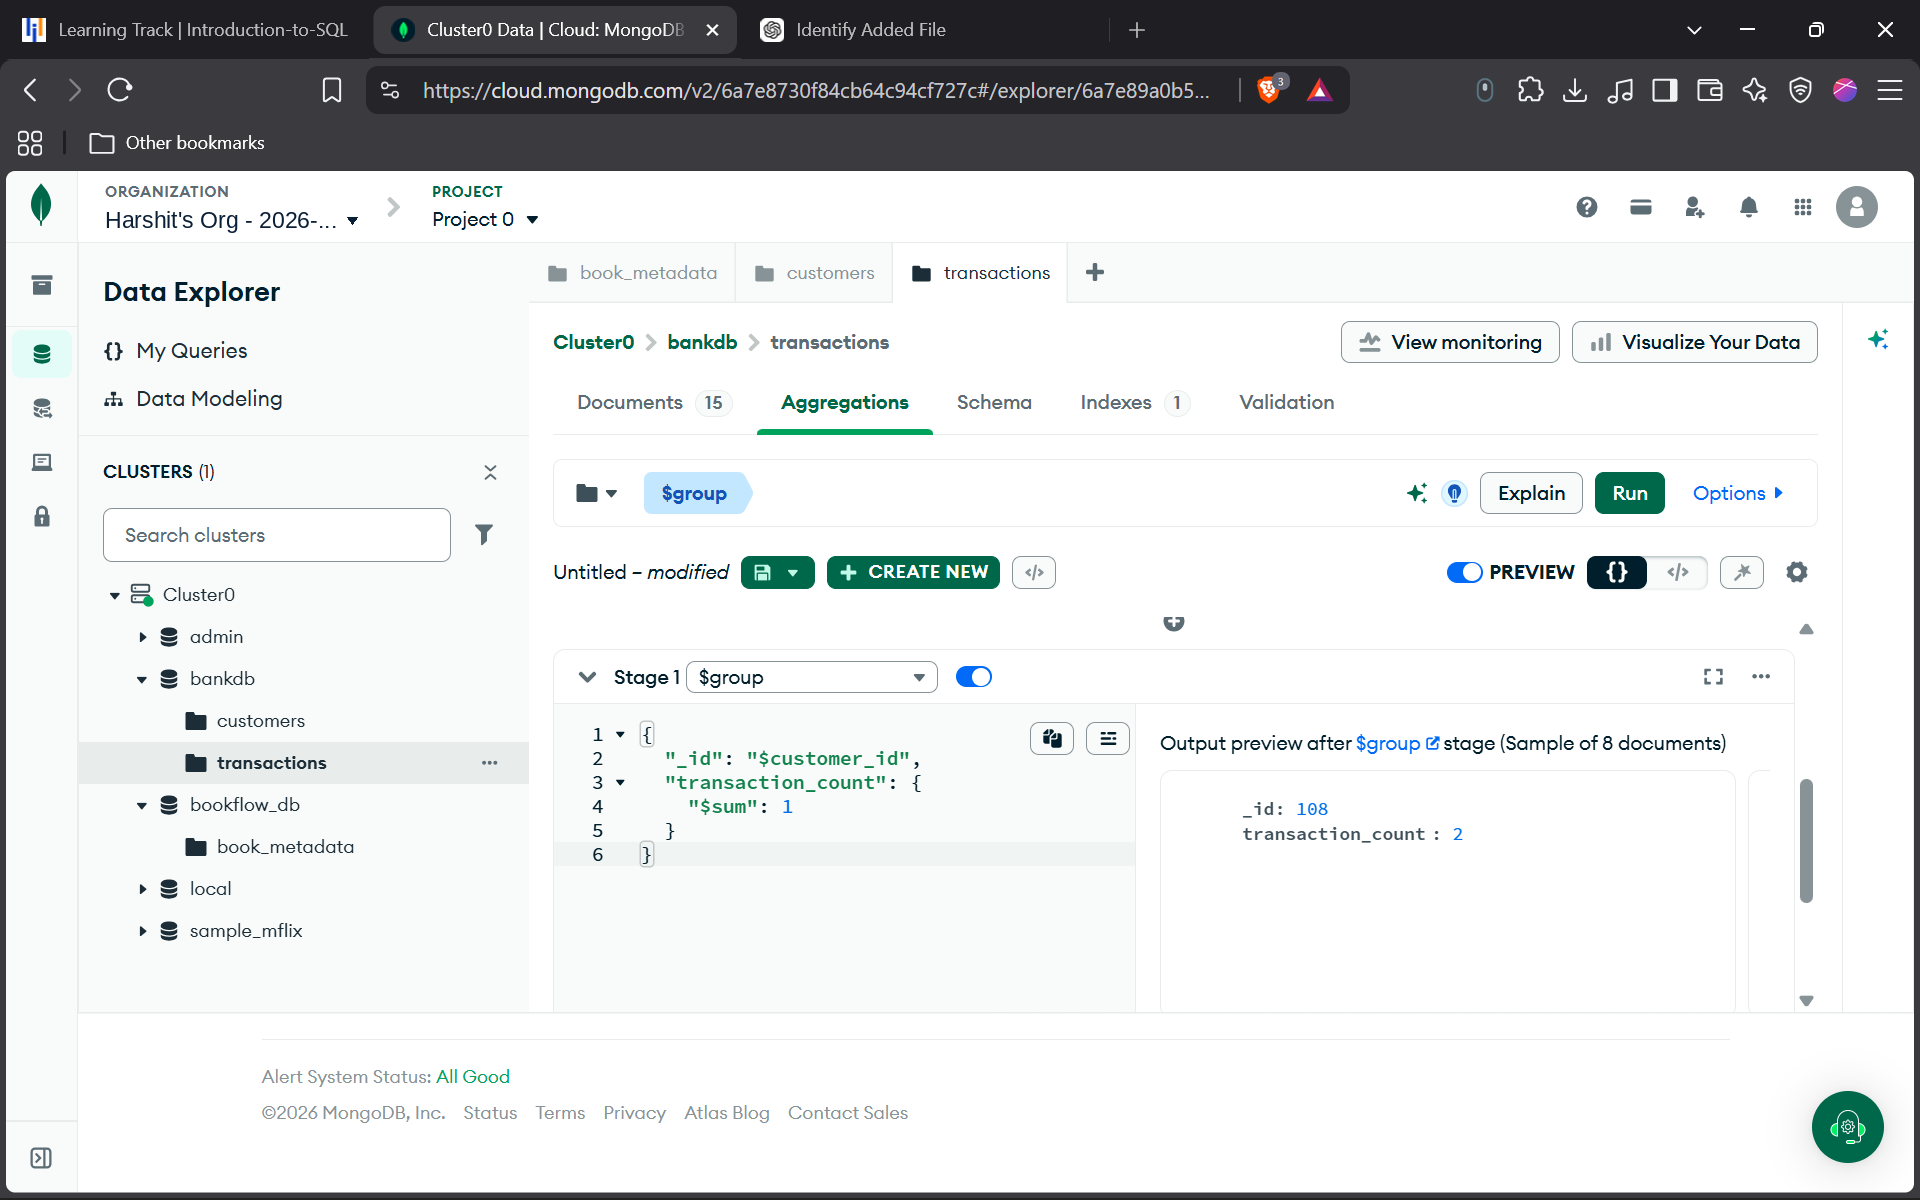 Learning Track | Introduction-to-SQL
Cluster0 Data | Cloud: MongoDB
Identify Added File
https://cloud.mongodb.com/v2/6a7e8730f84cb64c94cf727c#/explorer/6a7e89a0b5...
3
Other bookmarks
ORGANIZATION
Harshit's Org - 2026-...
PROJECT
Project 0
Data Explorer
My Queries
Data Modeling
CLUSTERS (1)
Search clusters
Cluster0
admin
bankdb
customers
transactions
bookflow_db
book_metadata
local
sample_mflix
book_metadata
customers
transactions
Cluster0 > bankdb > transactions
View monitoring
Visualize Your Data
Documents 15
Aggregations
Schema
Indexes 1
Validation
$group
Explain
Run
Options
Untitled – modified
CREATE NEW
</>
PREVIEW
{}
</>
Stage 1 $group
1 {
2 "_id": "$customer_id",
3 "transaction_count": {
4 "$sum": 1
5 }
6 }
Output preview after $group stage (Sample of 8 documents)
_id: 108
transaction_count : 2
Alert System Status: All Good
©2026 MongoDB, Inc. Status Terms Privacy Atlas Blog Contact Sales